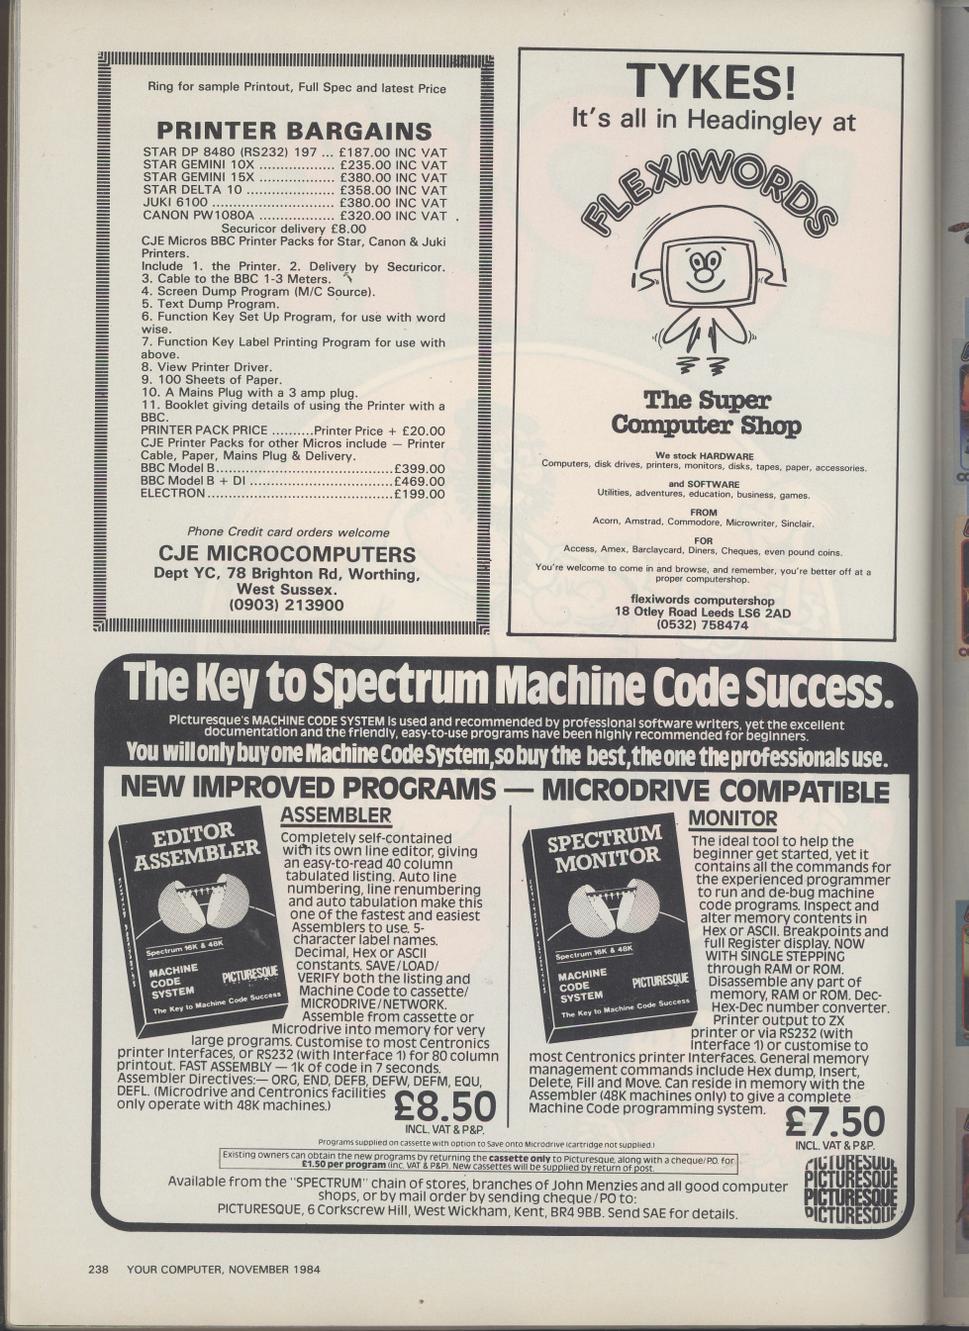 Ring for sample Printout, Full Spec and latest Price
PRINTER BARGAINS
STAR DP 8480 (RS232) 197 ... £187.00 INC VAT
STAR GEMINI 10X .................. £235.00 INC VAT
STAR GEMINI 15X .................. £380.00 INC VAT
STAR DELTA 10 ..................... £358.00 INC VAT
JUKI 6100 ............................. £380.00 INC VAT
CANON PW1080A .................. £320.00 INC VAT
Securicor delivery £8.00
CJE Micros BBC Printer Packs for Star, Canon & Juki
Printers.
Include 1. the Printer. 2. Delivery by Securicor.
3. Cable to the BBC 1-3 Meters.
4. Screen Dump Program (M/C Source).
5. Text Dump Program.
6. Function Key Set Up Program, for use with word
wise.
7. Function Key Label Printing Program for use with
above.
8. View Printer Driver.
9. 100 Sheets of Paper.
10. A Mains Plug with a 3 amp plug.
11. Booklet giving details of using the Printer with a
BBC.
PRINTER PACK PRICE ..........Printer Price + £20.00
CJE Printer Packs for other Micros include — Printer
Cable, Paper, Mains Plug & Delivery.
BBC Model B..........................................£399.00
BBC Model B + DI ..................................£469.00
ELECTRON............................................£199.00
Phone Credit card orders welcome
CJE MICROCOMPUTERS
Dept YC, 78 Brighton Rd, Worthing,
West Sussex.
(0903) 213900
TYKES!
It's all in Headingley at
FLEXIWORDS
The Super
Computer Shop
We stock HARDWARE
Computers, disk drives, printers, monitors, disks, tapes, paper, accessories.
and SOFTWARE
Utilities, adventures, education, business, games.
FROM
Acorn, Amstrad, Commodore, Microwriter, Sinclair.
FOR
Access, Amex, Barclaycard, Diners, Cheques, even pound coins.
You're welcome to come in and browse, and remember, you're better off at a
proper computershop.
flexiwords computershop
18 Otley Road Leeds LS6 2AD
(0532) 758474
The Key to Spectrum Machine Code Success.
Picturesque's MACHINE CODE SYSTEM is used and recommended by professional software writers, yet the excellent
documentation and the friendly, easy-to-use programs have been highly recommended for beginners.
You will only buy one Machine Code System, so buy the best, the one the professionals use.
NEW IMPROVED PROGRAMS — MICRODRIVE COMPATIBLE
EDITOR
ASSEMBLER
Spectrum 16K & 48K
MACHINE
CODE
SYSTEM
PICTURESQUE
The Key to Machine Code Success
ASSEMBLER
Completely self-contained
with its own line editor, giving
an easy-to-read 40 column
tabulated listing. Auto line
numbering, line renumbering
and auto tabulation make this
one of the fastest and easiest
Assemblers to use. 5-
character label names.
Decimal, Hex or ASCII
constants. SAVE/LOAD/
VERIFY both the listing and
Machine Code to cassette/
MICRODRIVE/NETWORK.
Assemble from cassette or
Microdrive into memory for very
large programs. Customise to most Centronics
printer Interfaces, or RS232 (with Interface 1) for 80 column
printout. FAST ASSEMBLY — 1k of code in 7 seconds.
Assembler Directives:— ORG, END, DEFB, DEFW, DEFM, EQU,
DEFL. (Microdrive and Centronics facilities
only operate with 48K machines.)
£8.50
INCL. VAT & P&P.
SPECTRUM
MONITOR
Spectrum 16K & 48K
MACHINE
CODE
SYSTEM
PICTURESQUE
The Key to Machine Code Success
MONITOR
The ideal tool to help the
beginner get started, yet it
contains all the commands for
the experienced programmer
to run and de-bug machine
code programs. Inspect and
alter memory contents in
Hex or ASCII. Breakpoints and
full Register display. NOW
WITH SINGLE STEPPING
through RAM or ROM.
Disassemble any part of
memory, RAM or ROM. Dec-
Hex-Dec number converter.
Printer output to ZX
printer or via RS232 (with
Interface 1) or customise to
most Centronics printer Interfaces. General memory
management commands include Hex dump, Insert,
Delete, Fill and Move. Can reside in memory with the
Assembler (48K machines only) to give a complete
Machine Code programming system.
£7.50
INCL. VAT & P&P.
Programs supplied on cassette with option to Save onto Microdrive (cartridge not supplied.)
Existing owners can obtain the new programs by returning the cassette only to Picturesque, along with a cheque/PO. for
£1.50 per program (inc. VAT & P&P). New cassettes will be supplied by return of post.
Available from the "SPECTRUM" chain of stores, branches of John Menzies and all good computer
shops, or by mail order by sending cheque/PO to:
PICTURESQUE, 6 Corkscrew Hill, West Wickham, Kent, BR4 9BB. Send SAE for details.
PICTURESQUE
PICTURESQUE
PICTURESQUE
PICTURESQUE
238 YOUR COMPUTER, NOVEMBER 1984